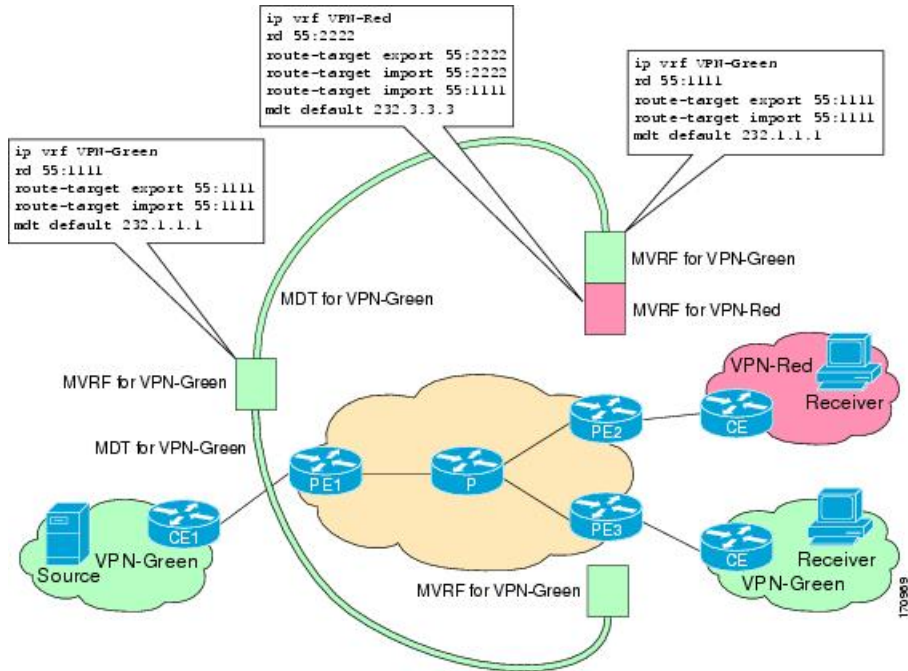 ip vrf VPN-Red
rd 55:2222
route-target export 55:2222
route-target import 55:2222
route-target import 55:1111
mdt default 232.3.3.3
ip vrf VPN-Green
rd 55:1111
route-target export 55:1111
route-target import 55:1111
mdt default 232.1.1.1
ip vrf VPN-Green
rd 55:1111
route-target export 55:1111
route-target import 55:1111
mdt default 232.1.1.1
MVRF for VPN-Green
MDT for VPN-Green
MVRF for VPN-Red
MVRF for VPN-Green
VPN-Red
Receiver
CE
PE2
MDT for VPN-Green
PE1
P
PE3
CE1
VPN-Green
Source
CE
Receiver
VPN-Green
MVRF for VPN-Green
170969